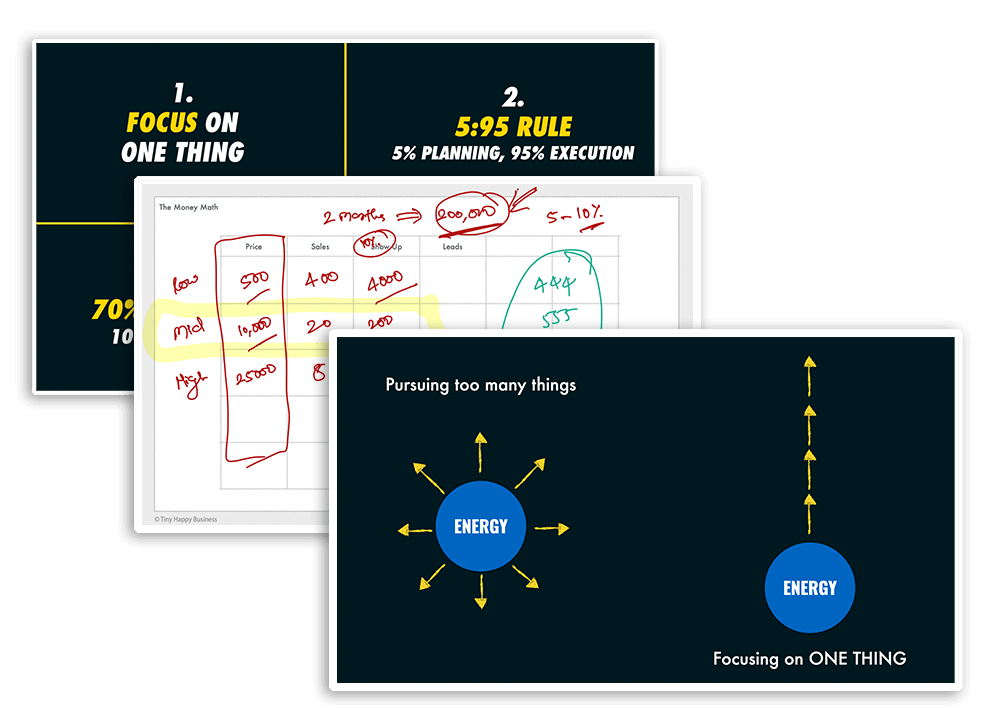 1.
FOCUS ON
ONE THING
2.
5:95 RULE
5% PLANNING, 95% EXECUTION
70%
10
The Money Math
2 months ⇒ 200,000
5-10%
Price Sales Show Up Leads
10%
Low 500 400 4000
444
Mid 10,000 20 200
555
High 25000 8
© Tiny Happy Business
Pursuing too many things
ENERGY
ENERGY
Focusing on ONE THING